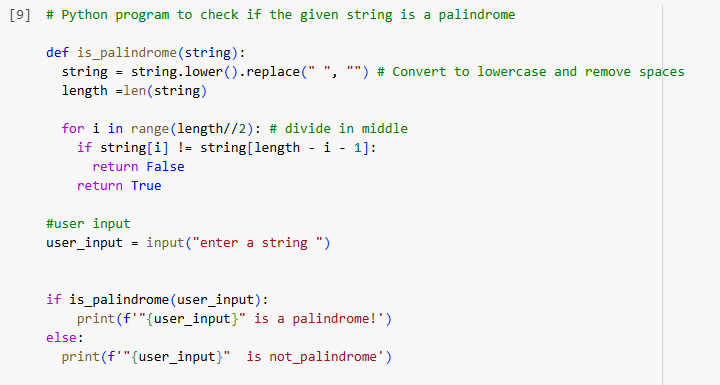 [9] # Python program to check if the given string is a palindrome
def is_palindrome(string):
  string = string.lower().replace(" ", "") # Convert to lowercase and remove spaces
  length =len(string)
  for i in range(length//2): # divide in middle
    if string[i] != string[length - i - 1]:
      return False
    return True
#user input
user_input = input("enter a string ")
if is_palindrome(user_input):
    print(f'"{user_input}" is a palindrome!')
else:
  print(f'"{user_input}"  is not_palindrome')